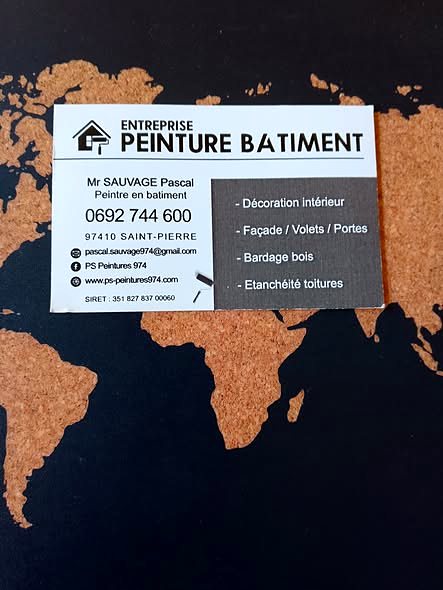 ENTREPRISE
PEINTURE BATIMENT
Mr SAUVAGE Pascal
Peintre en batiment
0692 744 600
97410 SAINT-PIERRE
pascal.sauvage974@gmail.com
PS Peintures 974
www.ps-peintures974.com
SIRET : 351 827 837 00060
- Décoration intérieur
- Façade / Volets / Portes
- Bardage bois
- Etanchéité toitures